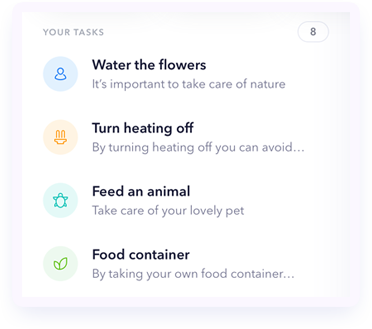 YOUR TASKS
8
Water the flowers
It's important to take care of nature
Turn heating off
By turning heating off you can avoid...
Feed an animal
Take care of your lovely pet
Food container
By taking your own food container...